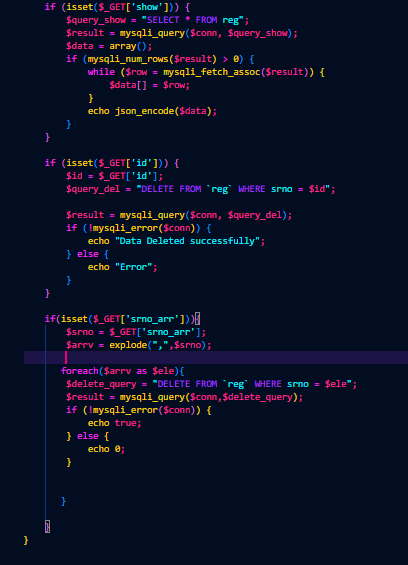 if (isset($_GET['show'])) {
$query_show = "SELECT * FROM reg";
$result = mysqli_query($conn, $query_show);
$data = array();
if (mysqli_num_rows($result) > 0) {
while ($row = mysqli_fetch_assoc($result)) {
$data[] = $row;
}
echo json_encode($data);
}
}
if (isset($_GET['id'])) {
$id = $_GET['id'];
$query_del = "DELETE FROM `reg` WHERE srno = $id";
$result = mysqli_query($conn, $query_del);
if (!mysqli_error($conn)) {
echo "Data Deleted successfully";
} else {
echo "Error";
}
}
if(isset($_GET['srno_arr'])){
$srno = $_GET['srno_arr'];
$arrv = explode(",",$srno);
foreach($arrv as $ele){
$delete_query = "DELETE FROM `reg` WHERE srno = $ele";
$result = mysqli_query($conn,$delete_query);
if (!mysqli_error($conn)) {
echo true;
} else {
echo 0;
}
}
}
}